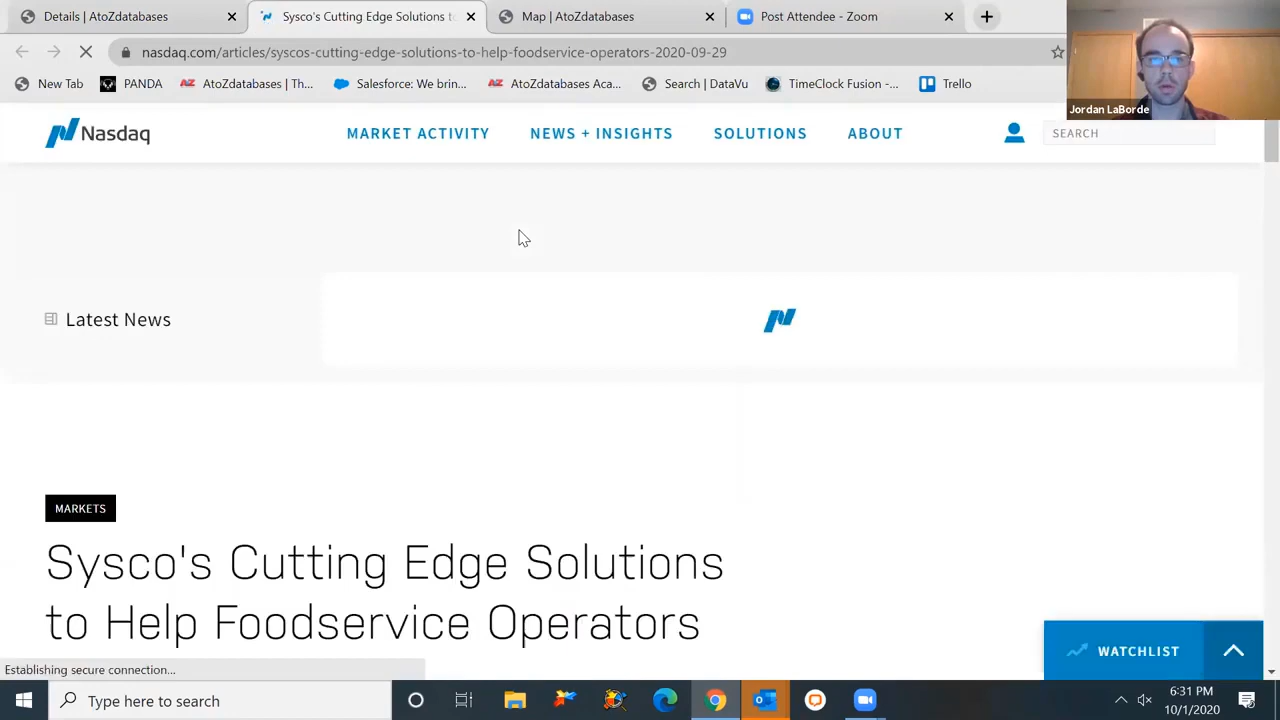 Details | AtoZdatabases
Sysco's Cutting Edge Solutions to
Map | AtoZdatabases
Post Attendee - Zoom
nasdaq.com/articles/syscos-cutting-edge-solutions-to-help-foodservice-operators-2020-09-29
New Tab
PANDA
AZ AtoZdatabases | Th...
Salesforce: We brin...
AZ AtoZdatabases Aca...
Search | DataVu
TimeClock Fusion -...
Trello
Jordan LaBorde
Nasdaq
MARKET ACTIVITY
NEWS + INSIGHTS
SOLUTIONS
ABOUT
SEARCH
Latest News
MARKETS
Sysco's Cutting Edge Solutions
to Help Foodservice Operators
WATCHLIST
Establishing secure connection...
Type here to search
6:31 PM
10/1/2020